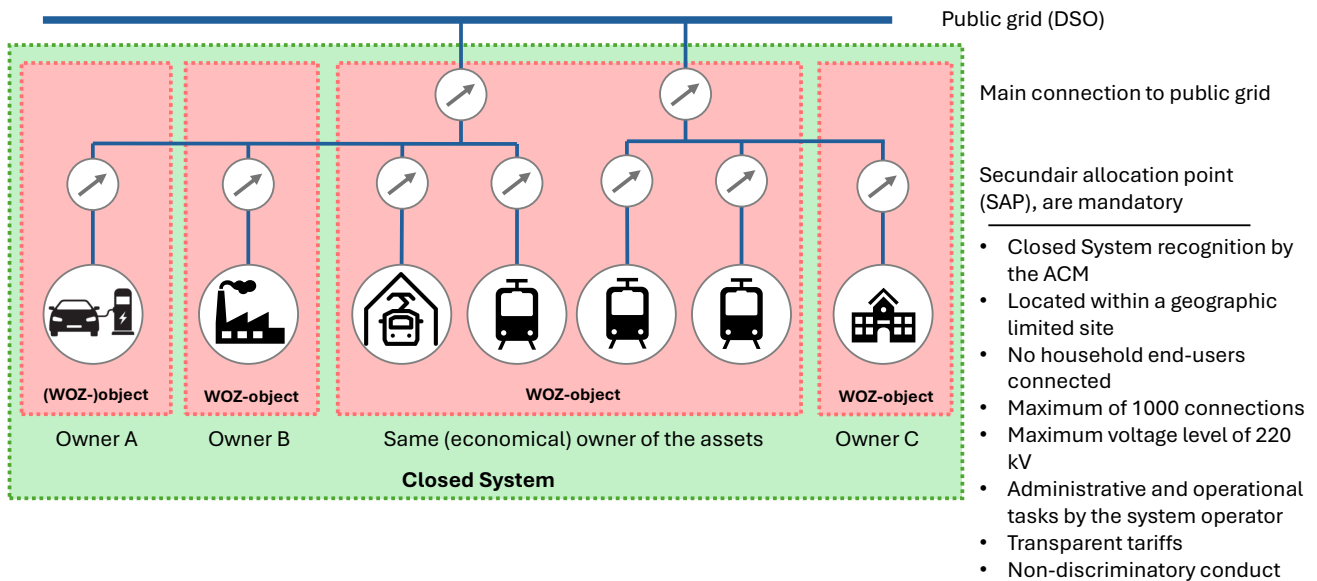 Public grid (DSO)
Main connection to public grid
Secundair allocation point
(SAP), are mandatory
• Closed System recognition by
the ACM
• Located within a geographic
limited site
• No household end-users
connected
• Maximum of 1000 connections
• Maximum voltage level of 220
kV
• Administrative and operational
tasks by the system operator
• Transparent tariffs
• Non-discriminatory conduct
(WOZ-)object
WOZ-object
WOZ-object
WOZ-object
Owner A
Owner B
Same (economical) owner of the assets
Owner C
Closed System